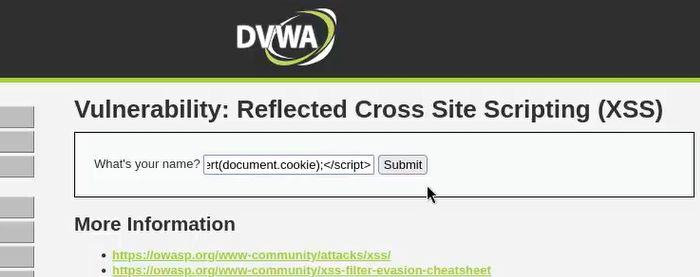 DVWA
Vulnerability: Reflected Cross Site Scripting (XSS)
What's your name? ert(document.cookie);</script> Submit
More Information
https://owasp.org/www-community/attacks/xss/
https://owasp.org/www-community/xss-filter-evasion-cheatsheet